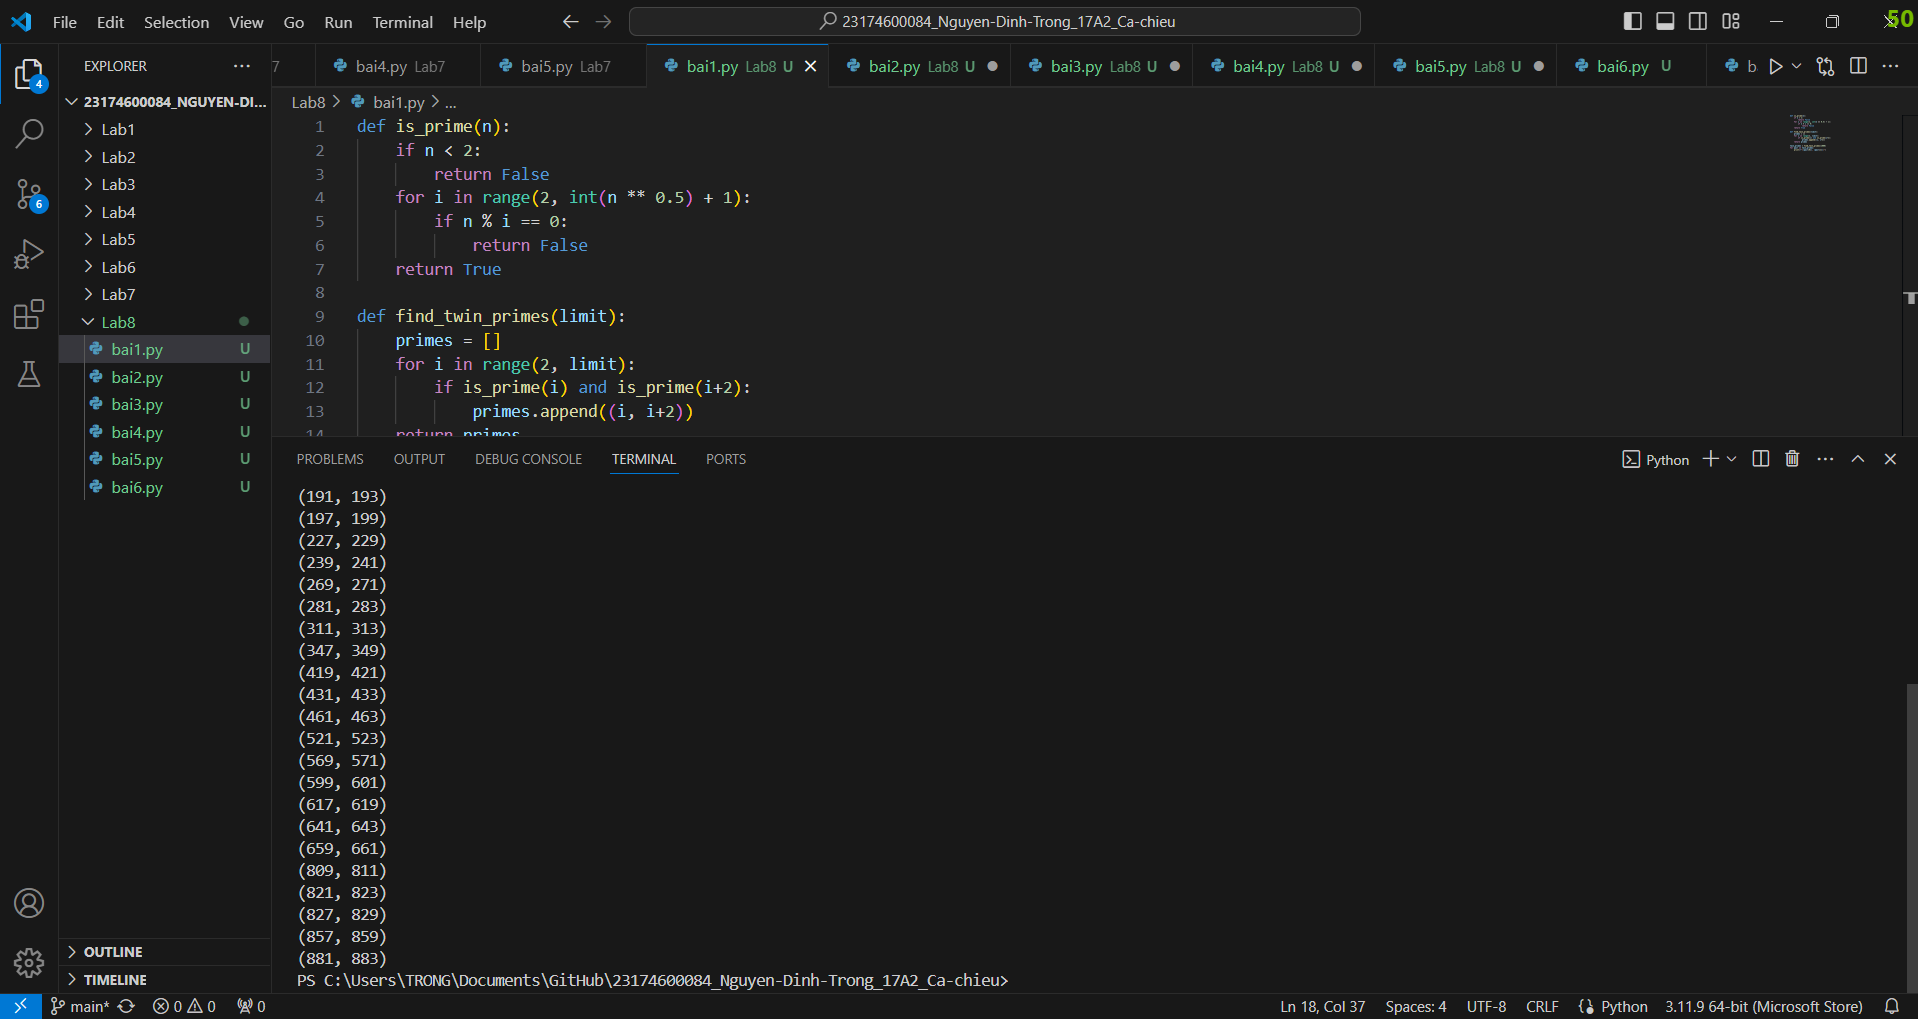 File Edit Selection View Go Run Terminal Help
23174600084_Nguyen-Dinh-Trong_17A2_Ca-chieu
50
EXPLORER
7 bai4.py Lab7 bai5.py Lab7 bai1.py Lab8 U bai2.py Lab8 U bai3.py Lab8 U bai4.py Lab8 U bai5.py Lab8 U bai6.py U b
4
6
23174600084_NGUYEN-DI...
Lab1
Lab2
Lab3
Lab4
Lab5
Lab6
Lab7
Lab8
bai1.py U
bai2.py U
bai3.py U
bai4.py U
bai5.py U
bai6.py U
OUTLINE
TIMELINE
Lab8 > bai1.py > ...
1 def is_prime(n):
2 if n < 2:
3 return False
4 for i in range(2, int(n ** 0.5) + 1):
5 if n % i == 0:
6 return False
7 return True
8
9 def find_twin_primes(limit):
10 primes = []
11 for i in range(2, limit):
12 if is_prime(i) and is_prime(i+2):
13 primes.append((i, i+2))
14 return primes
PROBLEMS OUTPUT DEBUG CONSOLE TERMINAL PORTS
Python
(191, 193)
(197, 199)
(227, 229)
(239, 241)
(269, 271)
(281, 283)
(311, 313)
(347, 349)
(419, 421)
(431, 433)
(461, 463)
(521, 523)
(569, 571)
(599, 601)
(617, 619)
(641, 643)
(659, 661)
(809, 811)
(821, 823)
(827, 829)
(857, 859)
(881, 883)
PS C:\Users\TRONG\Documents\GitHub\23174600084_Nguyen-Dinh-Trong_17A2_Ca-chieu>
main* 0 0 0
Ln 18, Col 37 Spaces: 4 UTF-8 CRLF Python 3.11.9 64-bit (Microsoft Store)